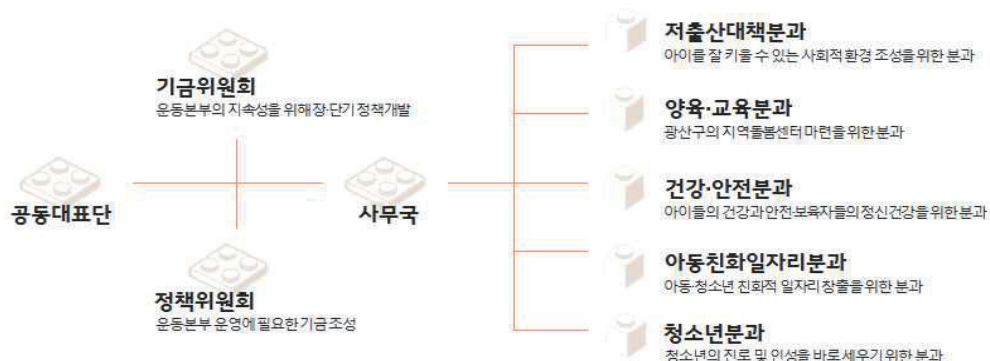 기금위원회
운동본부의 지속성을 위해 장·단기 정책개발
공동대표단
사무국
정책위원회
운동본부 운영에 필요한 기금 조성
저출산대책분과
아이를 잘 키울 수 있는 사회적 환경 조성을 위한 분과
양육·교육분과
광산구의 지역돌봄센터 마련을 위한 분과
건강·안전분과
아이들의 건강과 안전·보육자들의 정신건강을 위한 분과
아동친화일자리분과
아동·청소년 친화적 일자리 창출을 위한 분과
청소년분과
청소년의 진로 및 인성을 바로 세우기 위한 분과